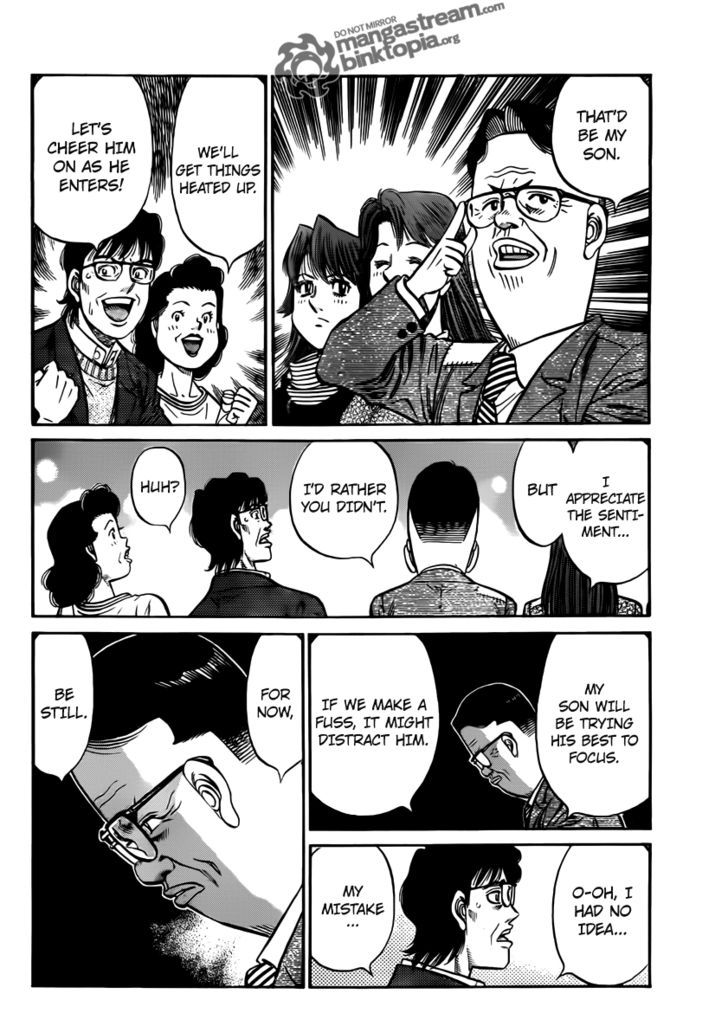 DO NOT MIRROR
mangastream.com
binktopia.org
THAT'D
BE MY
SON.
WE'LL
GET THINGS
HEATED UP.
LET'S
CHEER HIM
ON AS HE
ENTERS!
I
APPRECIATE
THE SENTI-
MENT...
BUT
I'D RATHER
YOU DIDN'T.
HUH?
MY
SON WILL
BE TRYING
HIS BEST TO
FOCUS.
IF WE MAKE A
FUSS, IT MIGHT
DISTRACT HIM.
O-OH, I
HAD NO
IDEA...
MY
MISTAKE
...
FOR
NOW,
BE
STILL.